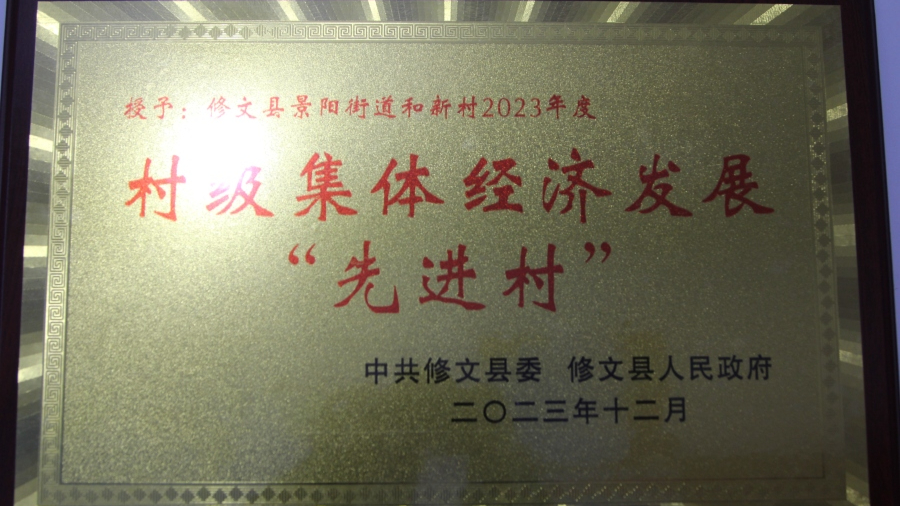 授予：修文县景阳街道和新村2023年度
村级集体经济发展
“先进村”
中共修文县委 修文县人民政府
二〇二三年十二月